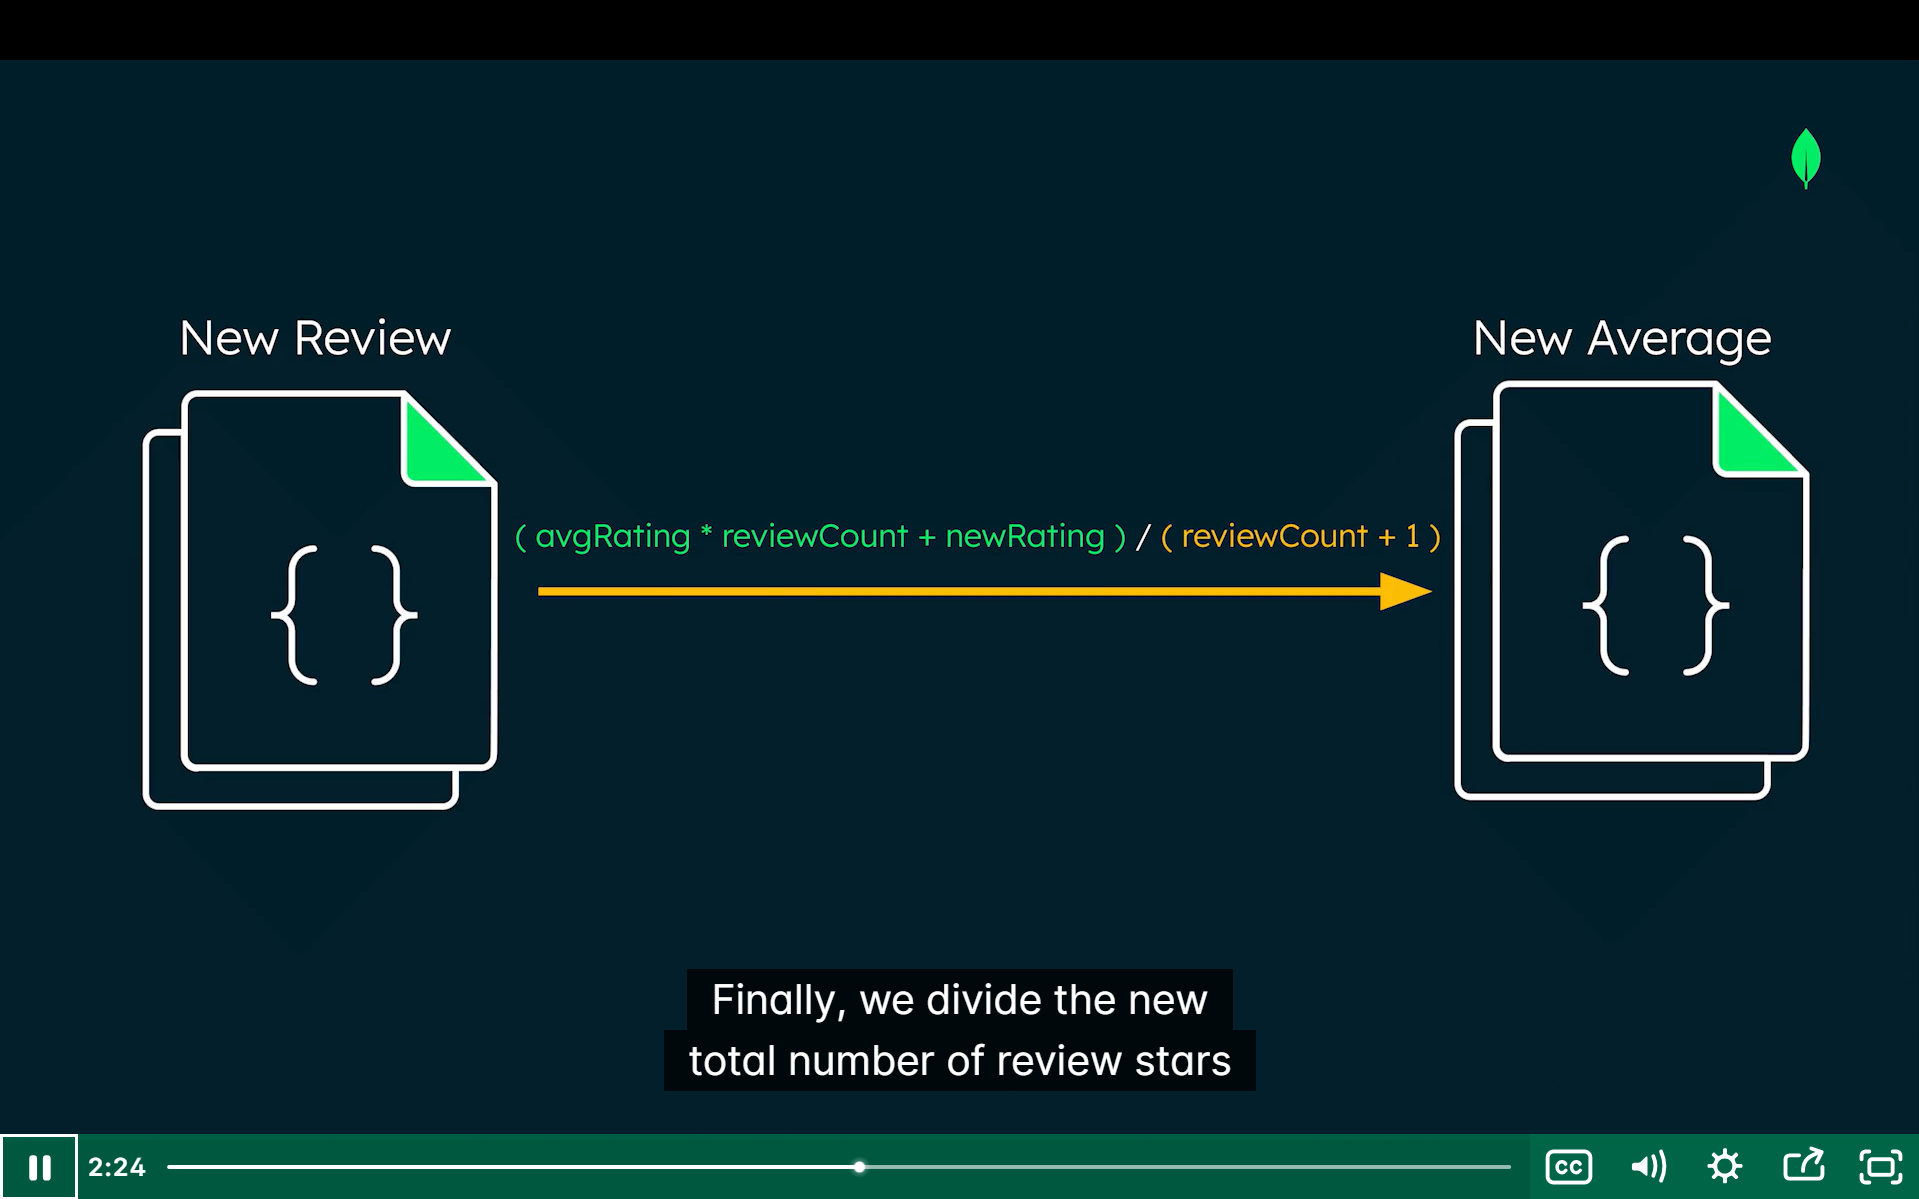 New Review
New Average
( avgRating * reviewCount + newRating ) / ( reviewCount + 1 )
Finally, we divide the new
total number of review stars
2:24
CC